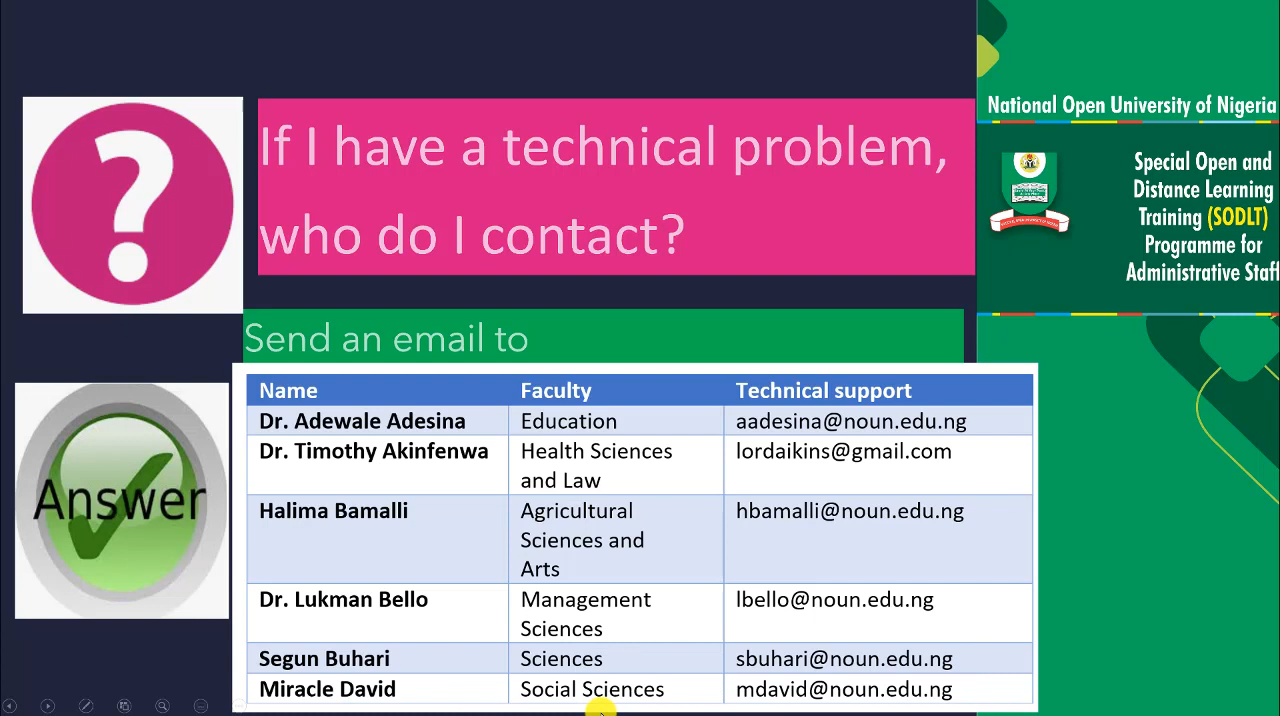 If I have a technical problem,
who do I contact?
Send an email to
Answer
Name Faculty Technical support
Dr. Adewale Adesina Education aadesina@noun.edu.ng
Dr. Timothy Akinfenwa Health Sciences lordaikins@gmail.com
and Law
Halima Bamalli Agricultural hbamalli@noun.edu.ng
Sciences and
Arts
Dr. Lukman Bello Management lbello@noun.edu.ng
Sciences
Segun Buhari Sciences sbuhari@noun.edu.ng
Miracle David Social Sciences mdavid@noun.edu.ng
National Open University of Nigeria
Special Open and
Distance Learning
Training (SODLT)
Programme for
Administrative Staff